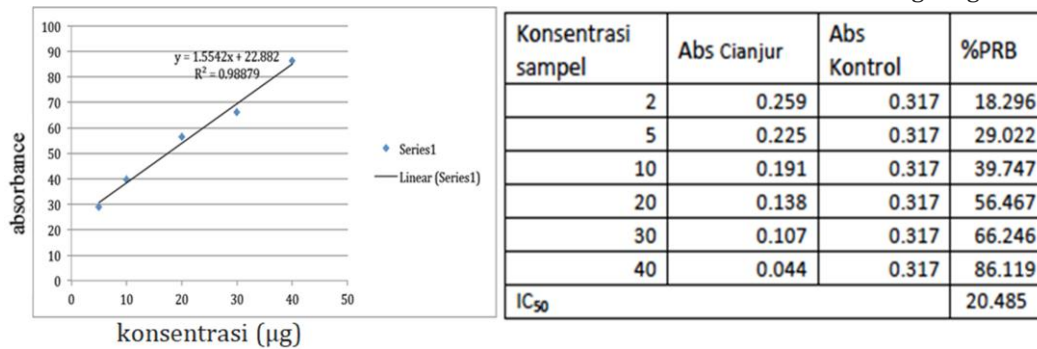 100
90
80
70
60
50
40
30
20
10
0
absorbance
y = 1.5542x + 22.882
R² = 0.98879
Series1
Linear (Series1)
0 10 20 30 40 50
konsentrasi (µg)
Konsentrasi sampel Abs Cianjur Abs Kontrol %PRB
2 0.259 0.317 18.296
5 0.225 0.317 29.022
10 0.191 0.317 39.747
20 0.138 0.317 56.467
30 0.107 0.317 66.246
40 0.044 0.317 86.119
IC₅₀ 20.485